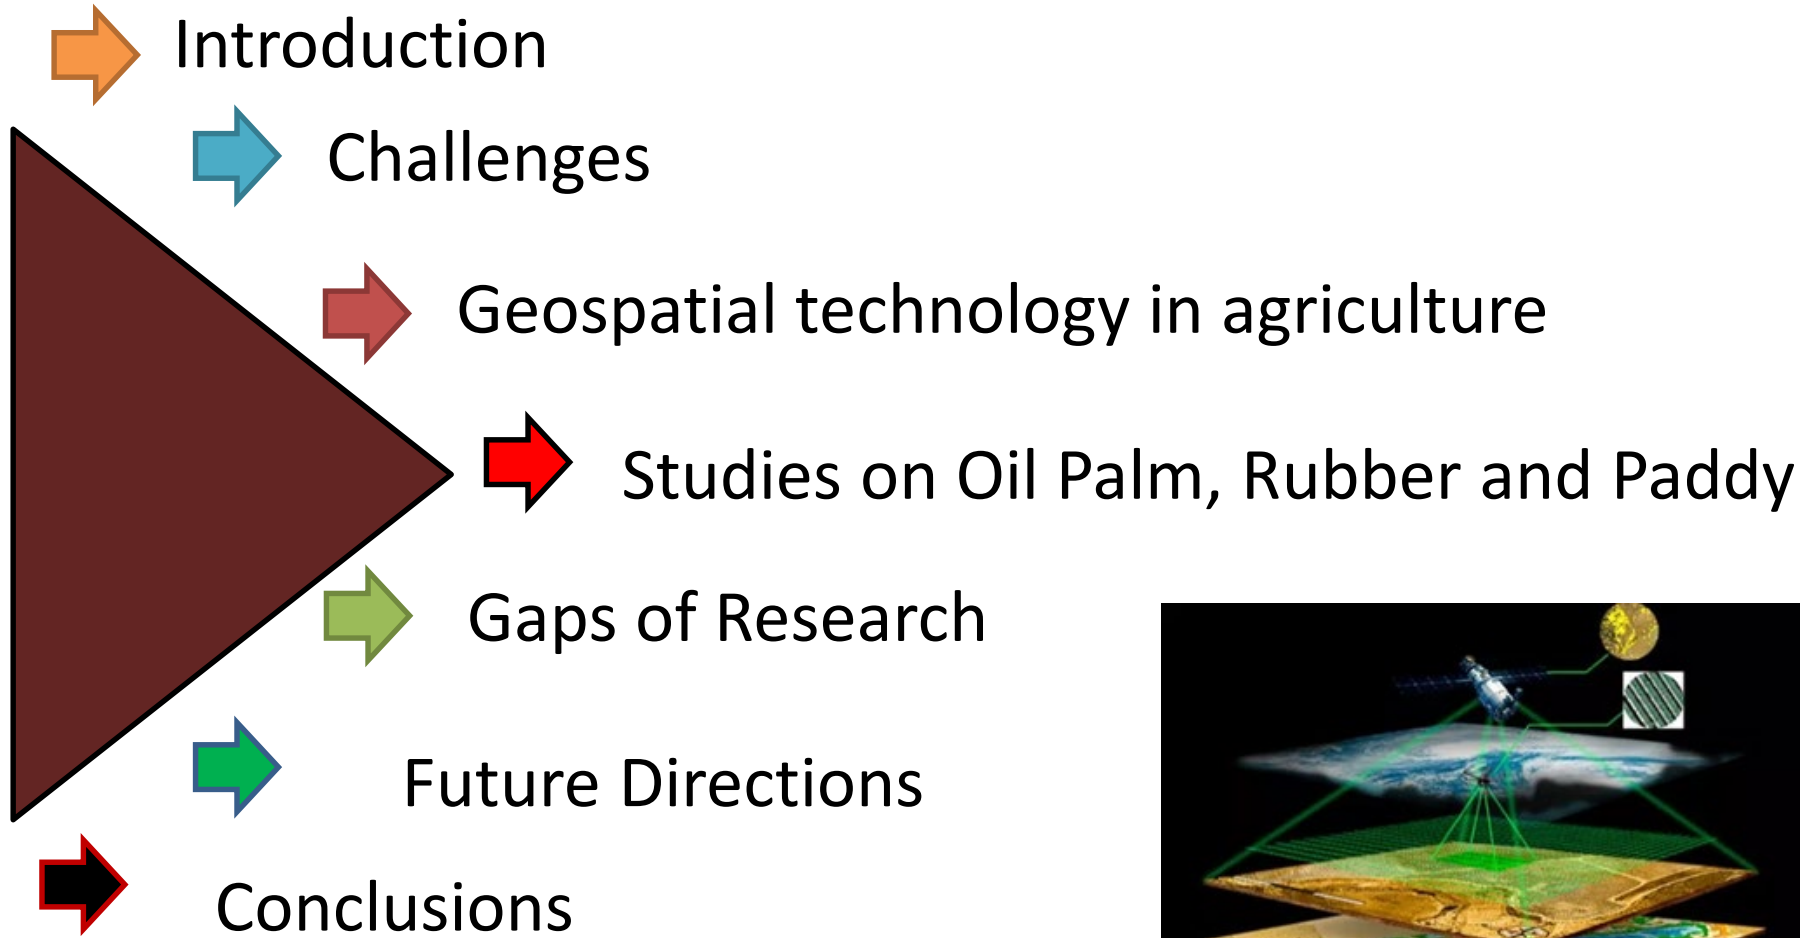 Introduction
Challenges
Geospatial technology in agriculture
Studies on Oil Palm, Rubber and Paddy
Gaps of Research
Future Directions
Conclusions